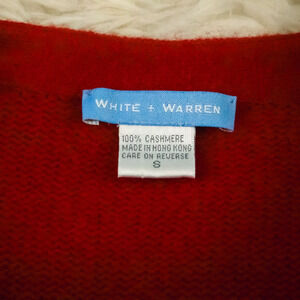 WHITE + WARREN
100% CASHMERE
MADE IN HONG KONG
CARE ON REVERSE
S